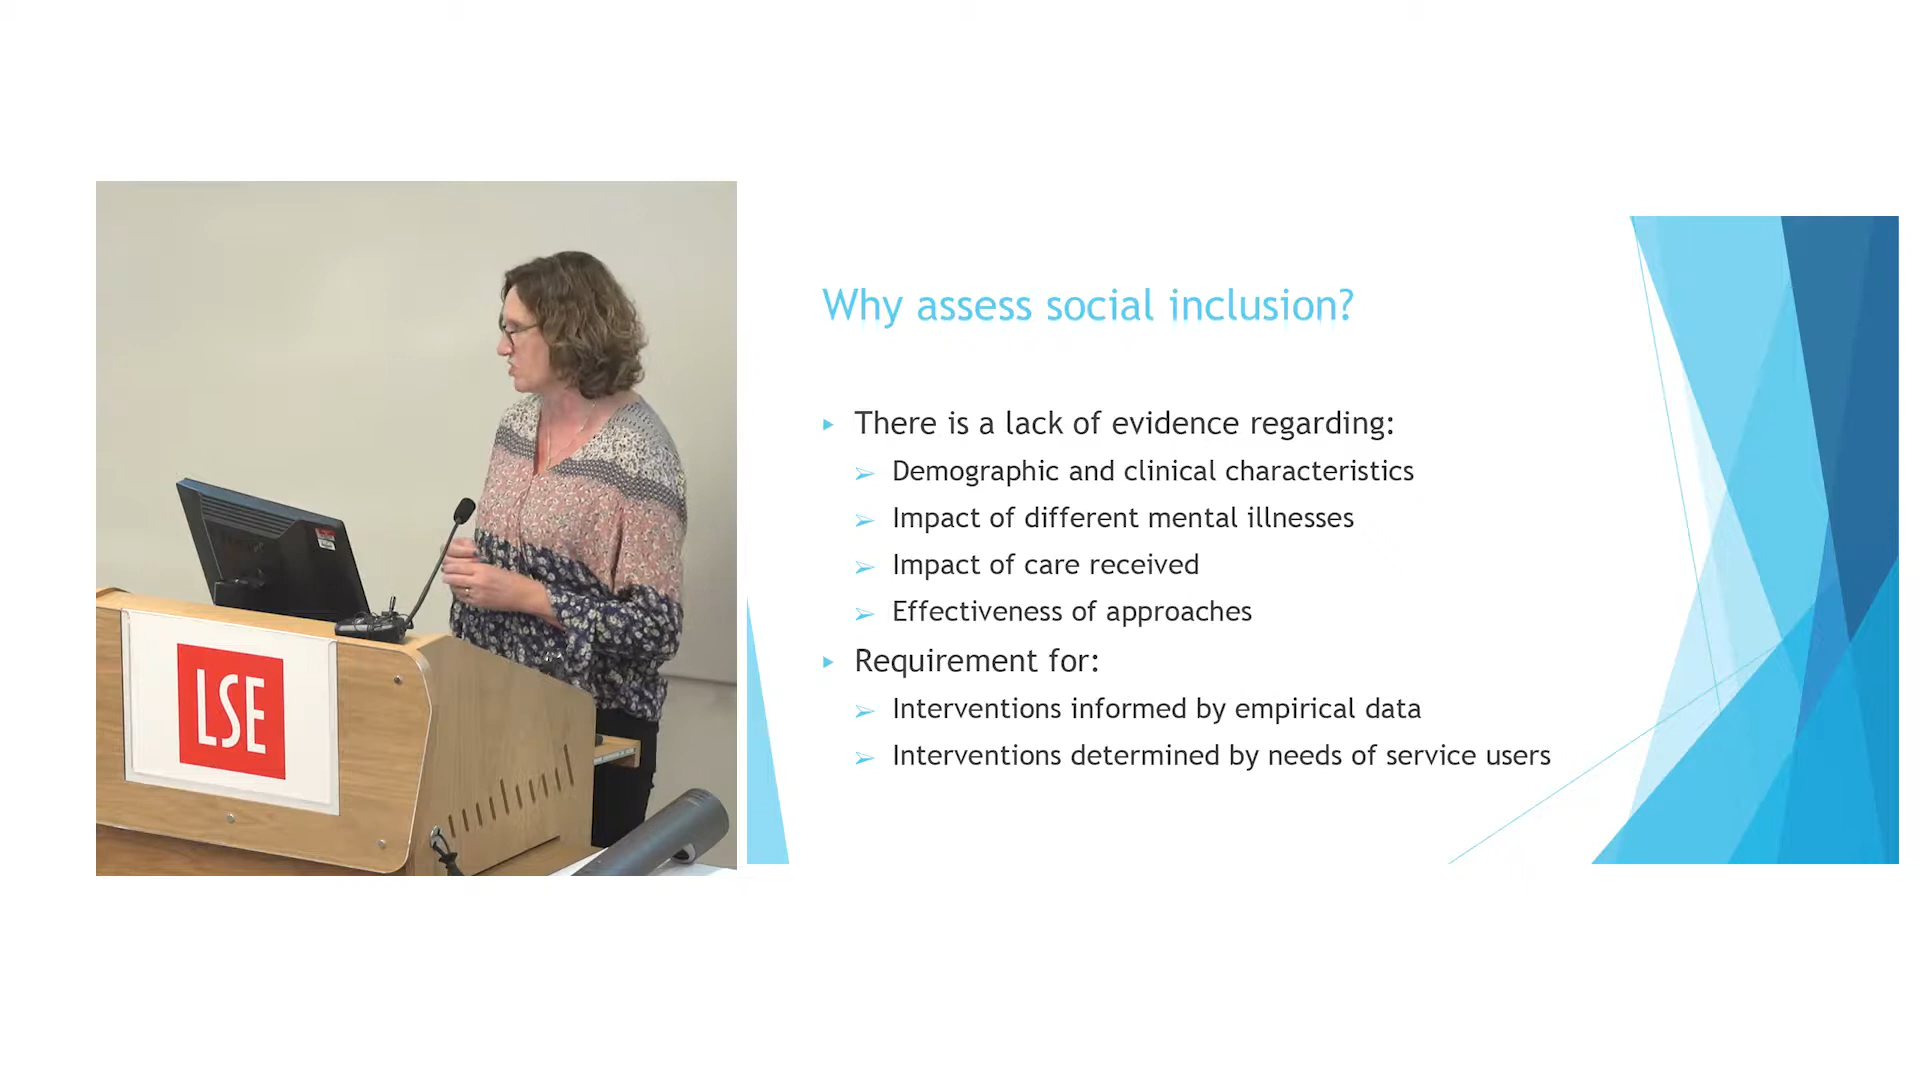 LSE
Why assess social inclusion?
There is a lack of evidence regarding:
Demographic and clinical characteristics
Impact of different mental illnesses
Impact of care received
Effectiveness of approaches
Requirement for:
Interventions informed by empirical data
Interventions determined by needs of service users